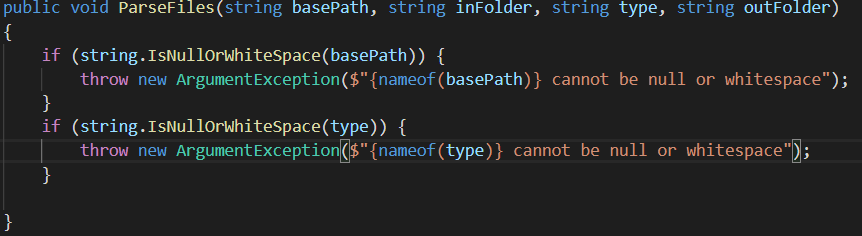 public void ParseFiles(string basePath, string inFolder, string type, string outFolder)
{
    if (string.IsNullOrWhiteSpace(basePath)) {
        throw new ArgumentException($"{nameof(basePath)} cannot be null or whitespace");
    }
    if (string.IsNullOrWhiteSpace(type)) {
        throw new ArgumentException($"{nameof(type)} cannot be null or whitespace");
    }
}